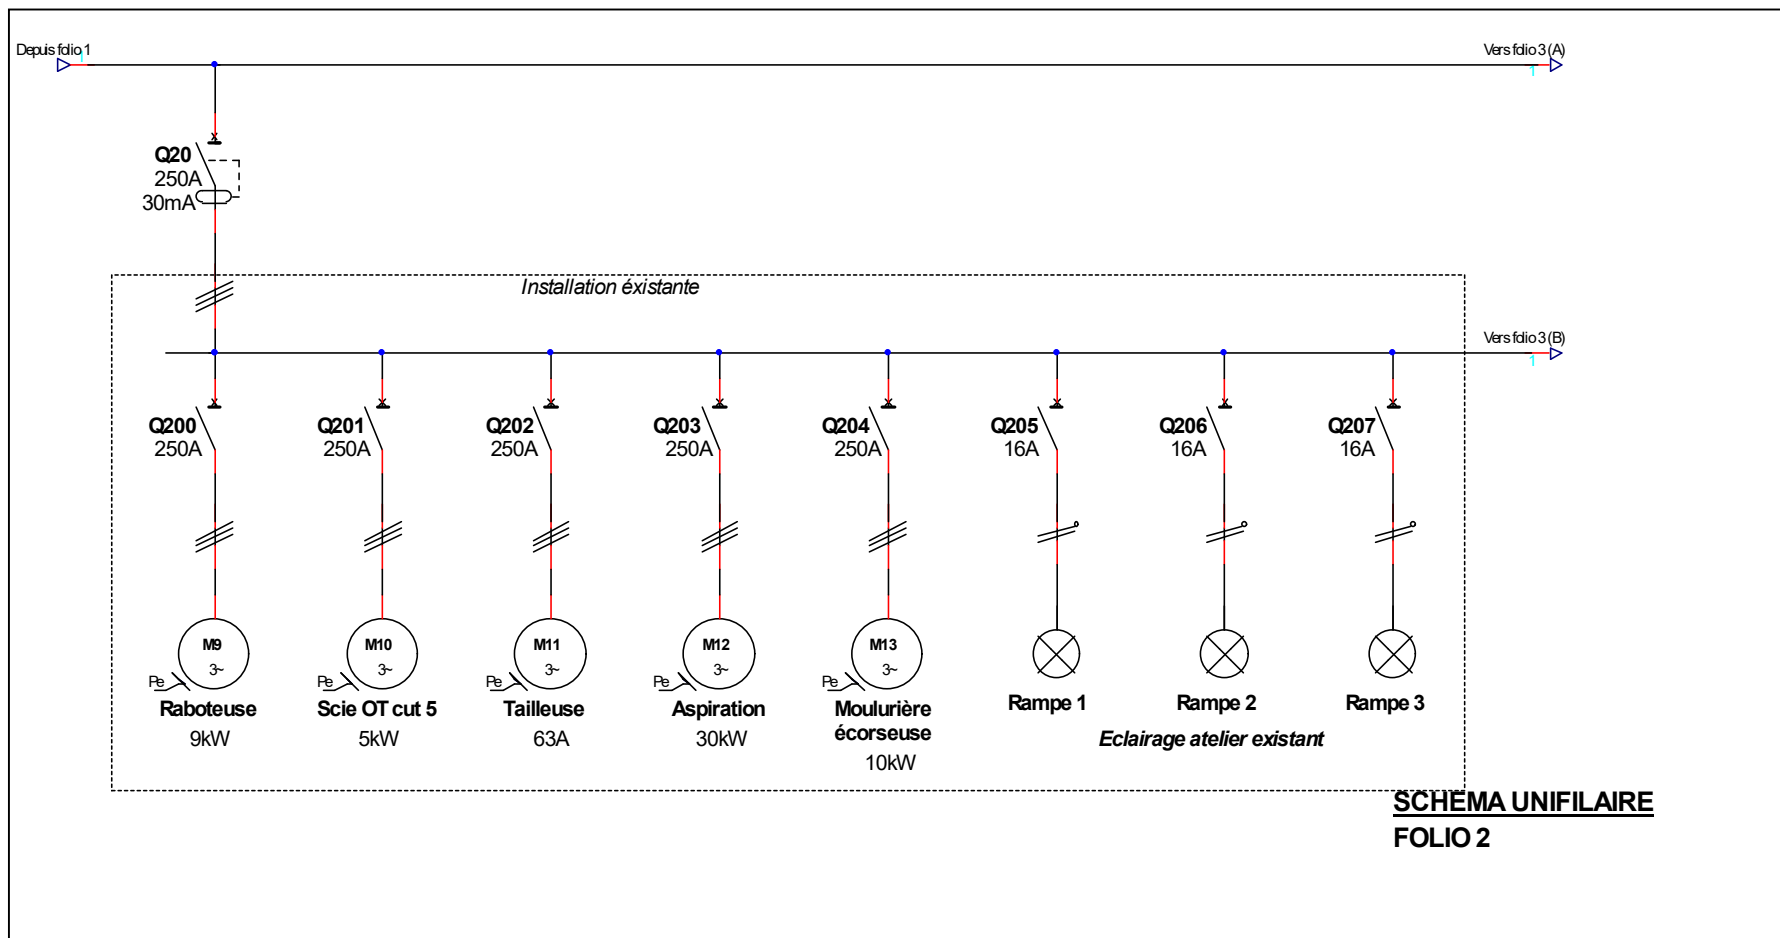 Depuis folio 1
1
Vers folio 3 (A)
1
Q20
250A
30mA
Installation éxistante
Vers folio 3 (B)
1
Q200
250A
Q201
250A
Q202
250A
Q203
250A
Q204
250A
Q205
16A
Q206
16A
Q207
16A
M9
3~
Pe
Raboteuse
9kW
M10
3~
Pe
Scie OT cut 5
5kW
M11
3~
Pe
Tailleuse
63A
M12
3~
Pe
Aspiration
30kW
M13
3~
Pe
Moulurière
écorseuse
10kW
Rampe 1
Rampe 2
Rampe 3
Eclairage atelier existant
SCHEMA UNIFILAIRE
FOLIO 2